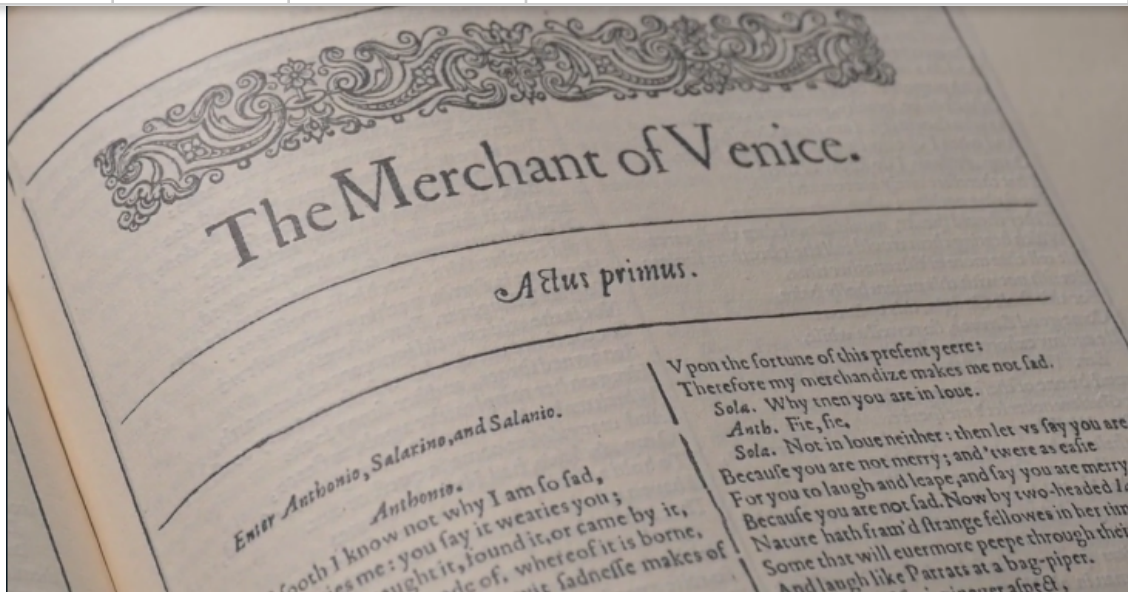 The Merchant of Venice.
Actus primus.
Enter Anthonio, Salarino, and Salanio.
Anthonio.
ſooth I know not why I am ſo ſad,
me: you ſay it wearies you;
it, found it, or came by it,
of, whereof it is borne,
ſadneſſe makes of
Vpon the fortune of this preſent yeere:
Therefore my merchandize makes me not ſad.
Sola. Why then you are in loue.
Anth. Fie, fie.
Sola. Not in loue neither: then let vs ſay you are
Becauſe you are not merry; and 'twere as eaſie
For you to laugh and leape, and ſay you are merry
Becauſe you are not ſad. Now by two-headed
Nature hath fram'd ſtrange fellowes in her
Some that will euermore peepe through
And laugh like Parrats at a bag-piper.
aſpect,